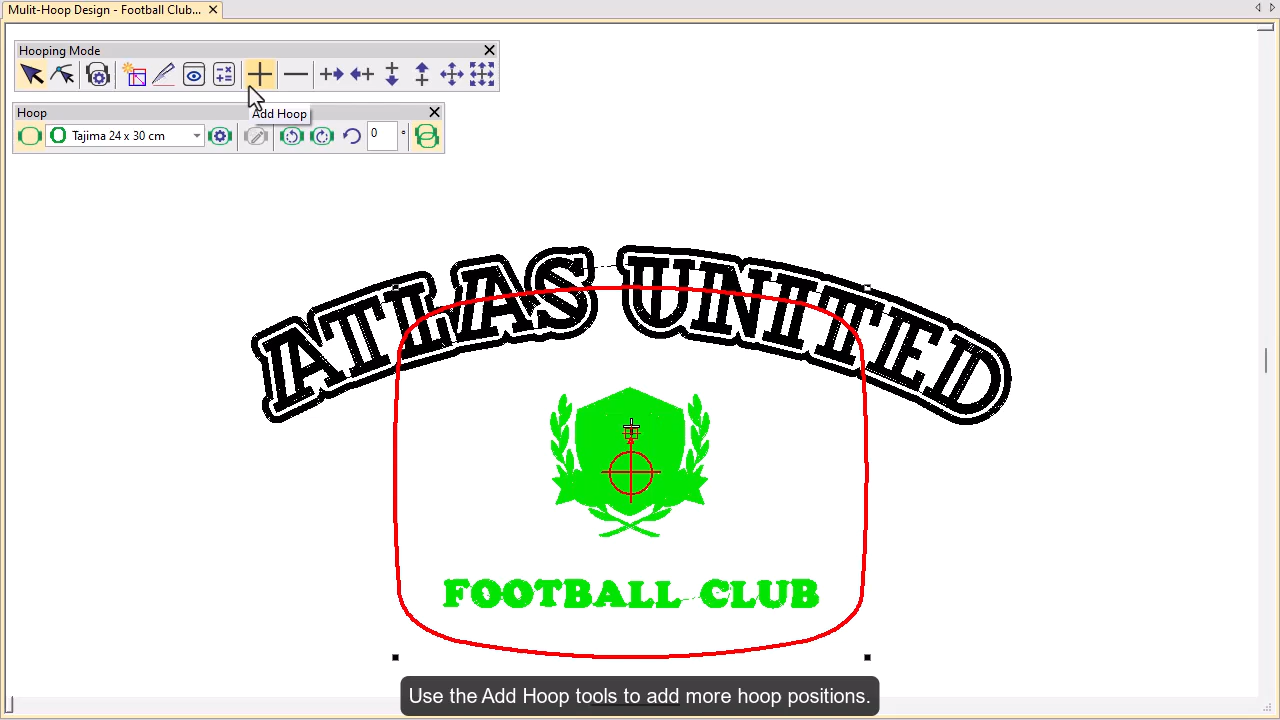 Mulit-Hoop Design - Football Club...
Hooping Mode
Add Hoop
Hoop
Tajima 24 x 30 cm
0 °
ATLAS UNITED
FOOTBALL CLUB
Use the Add Hoop tools to add more hoop positions.